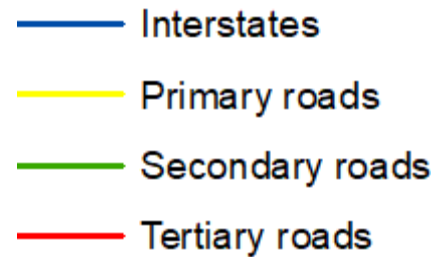 Interstates
Primary roads
Secondary roads
Tertiary roads